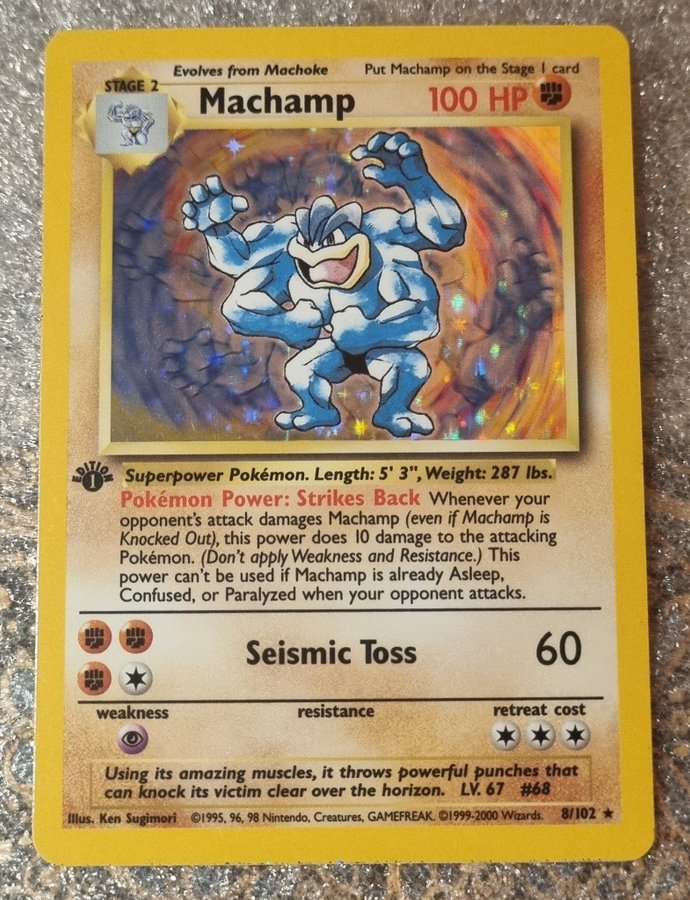 Evolves from Machoke Put Machamp on the Stage 1 card
STAGE 2
Machamp 100 HP
EDITION
1
Superpower Pokémon. Length: 5' 3", Weight: 287 lbs.
Pokémon Power: Strikes Back Whenever your
opponent's attack damages Machamp (even if Machamp is
Knocked Out), this power does 10 damage to the attacking
Pokémon. (Don't apply Weakness and Resistance.) This
power can't be used if Machamp is already Asleep,
Confused, or Paralyzed when your opponent attacks.
Seismic Toss 60
weakness resistance retreat cost
Using its amazing muscles, it throws powerful punches that
can knock its victim clear over the horizon. LV. 67 #68
Illus. Ken Sugimori ©1995, 96, 98 Nintendo, Creatures, GAMEFREAK. ©1999-2000 Wizards. 8/102 ★